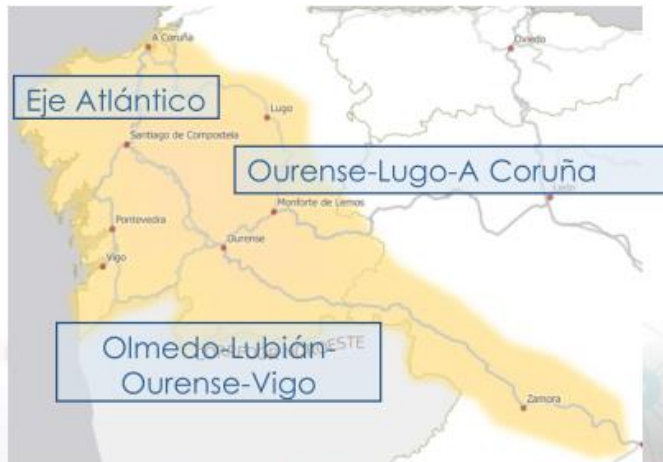 A Coruña
Oviedo
Eje Atlántico
Lugo
Santiago de Compostela
Ourense-Lugo-A Coruña
León
Monforte de Lemos
Pontevedra
Ourense
Vigo
Olmedo-Lubián-
Ourense-Vigo
Zamora